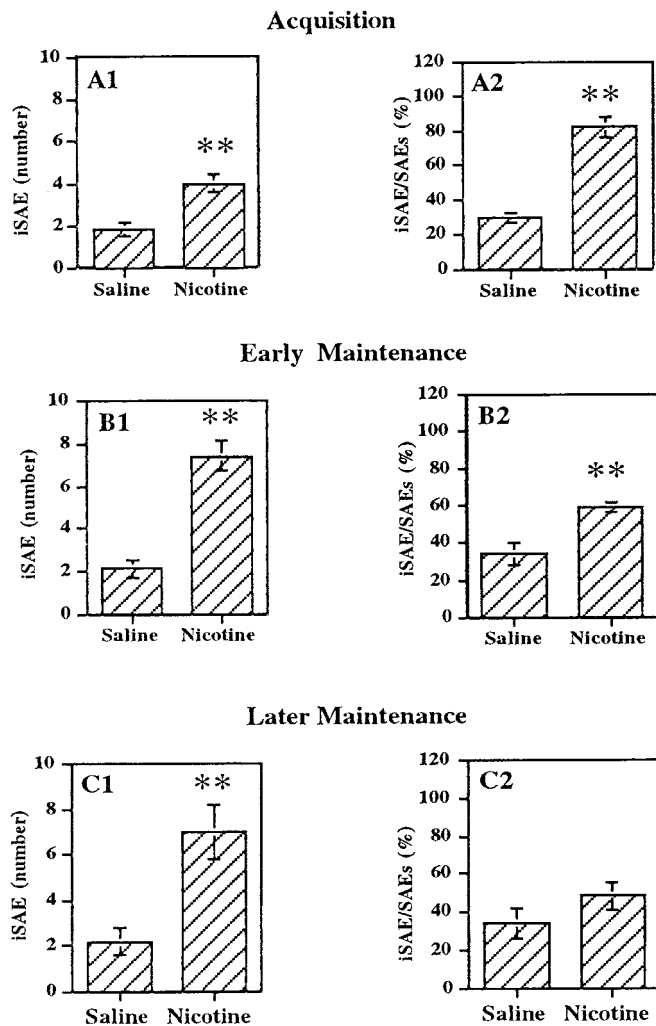 Acquisition
A1
iSAE (number)
10
8
6
4
2
0
**
Saline Nicotine
A2
iSAE/SAEs (%)
120
100
80
60
40
20
0
**
Saline Nicotine
Early Maintenance
B1
iSAE (number)
10
8
6
4
2
0
**
Saline Nicotine
B2
iSAE/SAEs (%)
120
100
80
60
40
20
0
**
Saline Nicotine
Later Maintenance
C1
iSAE (number)
10
8
6
4
2
0
**
Saline Nicotine
C2
iSAE/SAEs (%)
120
100
80
60
40
20
0
Saline Nicotine